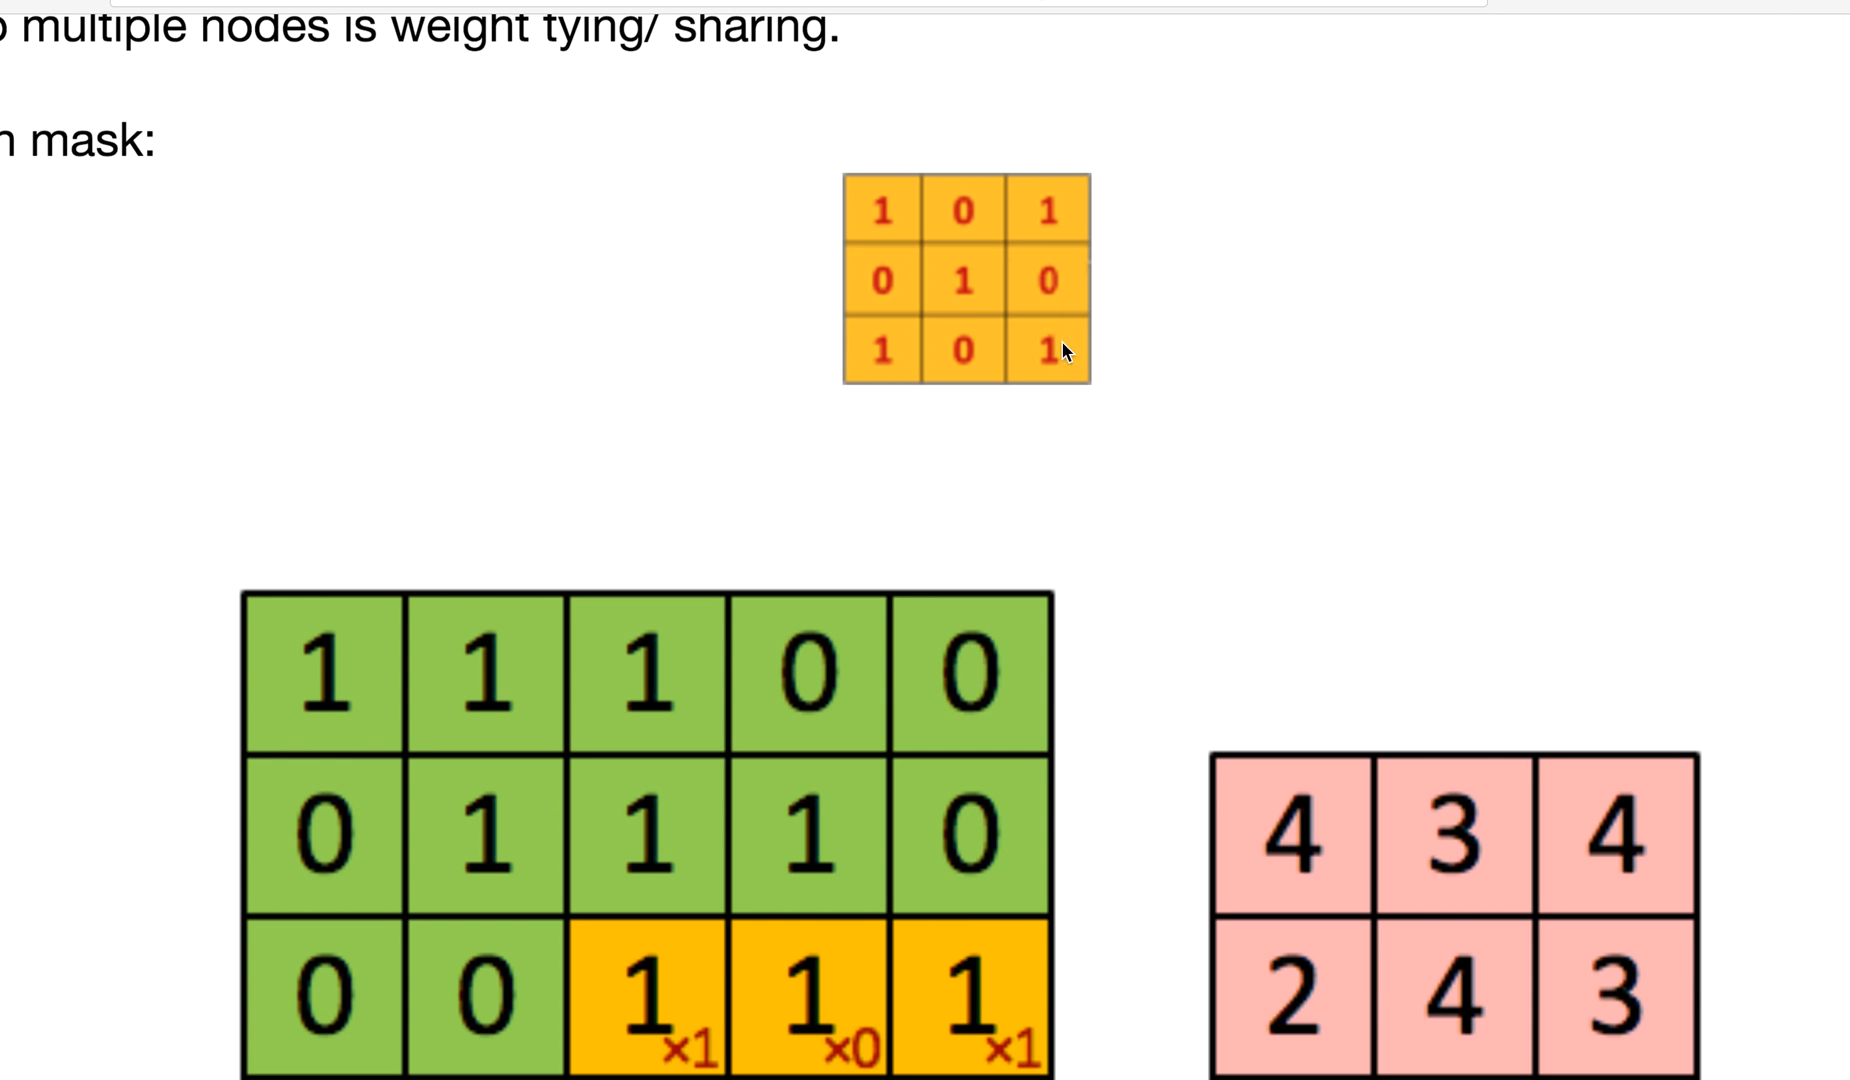 multiple nodes is weight tying/ sharing.
mask:
1 0 1
0 1 0
1 0 1
1 1 1 0 0
0 1 1 1 0
4 3 4
0 0 1×1 1×0 1×1
2 4 3